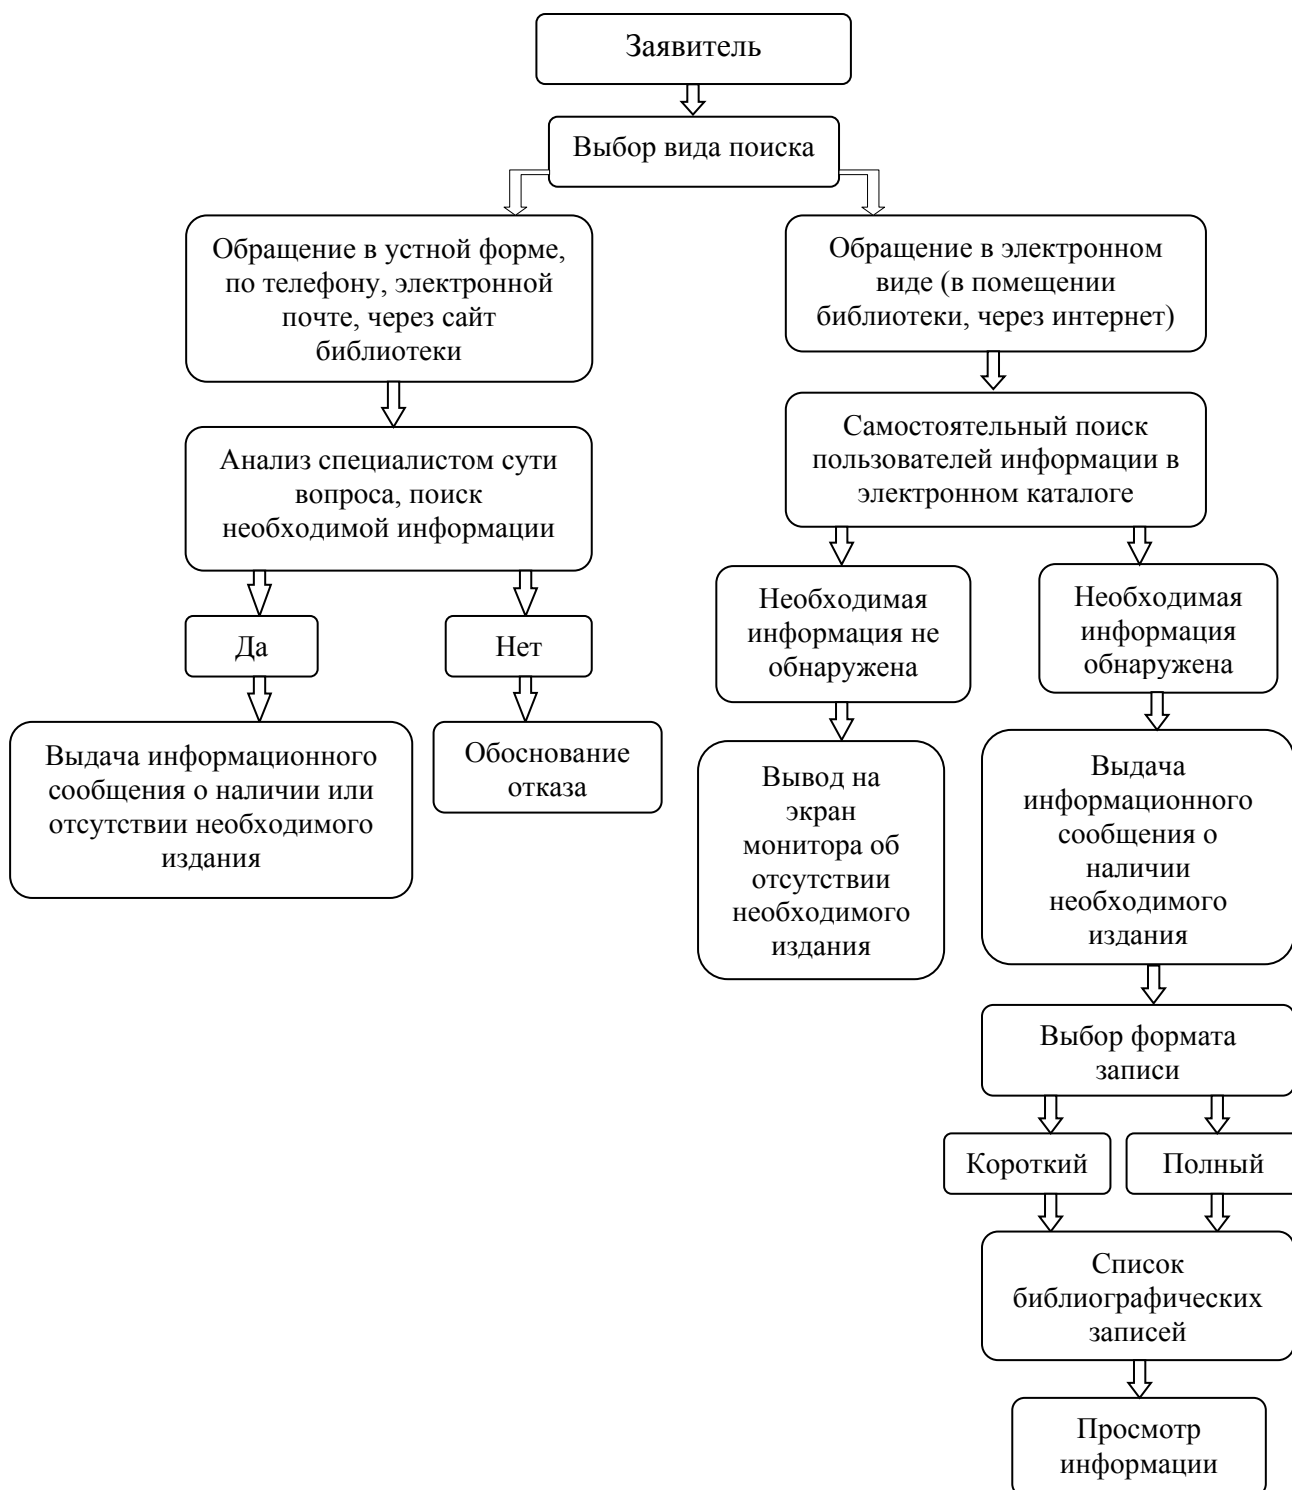 Заявитель
Выбор вида поиска
Обращение в устной форме,
по телефону, электронной
почте, через сайт
библиотеки
Обращение в электронном
виде (в помещении
библиотеки, через интернет)
Анализ специалистом сути
вопроса, поиск
необходимой информации
Самостоятельный поиск
пользователей информации в
электронном каталоге
Да
Нет
Необходимая
информация не
обнаружена
Необходимая
информация
обнаружена
Выдача информационного
сообщения о наличии или
отсутствии необходимого
издания
Обоснование
отказа
Вывод на
экран
монитора об
отсутствии
необходимого
издания
Выдача
информационного
сообщения о
наличии
необходимого
издания
Выбор формата
записи
Короткий
Полный
Список
библиографических
записей
Просмотр
информации